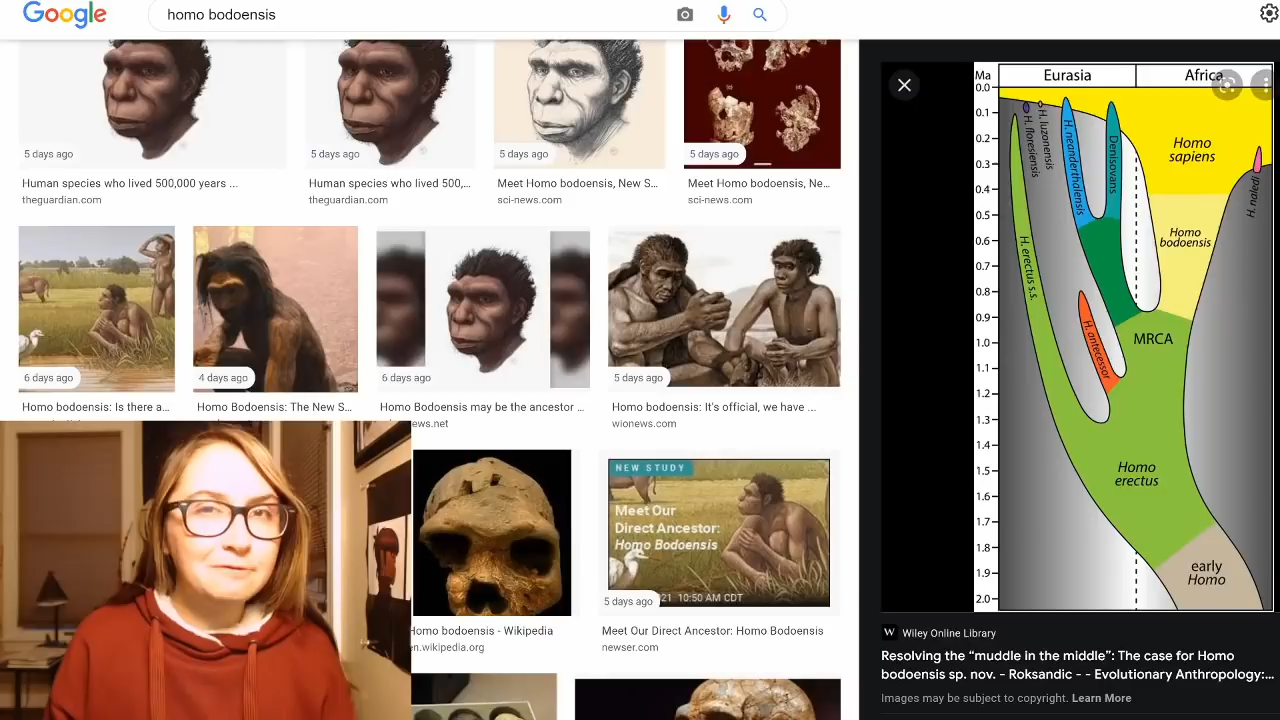 Google
homo bodoensis
5 days ago
5 days ago
5 days ago
5 days ago
Human species who lived 500,000 years ...
theguardian.com
Human species who lived 500,...
theguardian.com
Meet Homo bodoensis, New S...
sci-news.com
Meet Homo bodoensis, Ne...
sci-news.com
6 days ago
4 days ago
6 days ago
5 days ago
Homo bodoensis: Is there a...
Homo Bodoensis: The New S...
Homo Bodoensis may be the ancestor ...
ews.net
Homo bodoensis: It's official, we have ...
wionews.com
Homo bodoensis - Wikipedia
en.wikipedia.org
NEW STUDY
Meet Our
Direct Ancestor:
Homo Bodoensis
5 days ago
21 10:50 AM CDT
Meet Our Direct Ancestor: Homo Bodoensis
newser.com
Ma
Eurasia
Africa
0.0
0.1
0.2
0.3
0.4
0.5
0.6
0.7
0.8
0.9
1.0
1.1
1.2
1.3
1.4
1.5
1.6
1.7
1.8
1.9
2.0
H. floresiensis
H. luzonensis
H. neanderthalensis
Denisovans
Homo
sapiens
H. naledi
Homo
bodoensis
H. erectus s.s.
H. antecessor
MRCA
Homo
erectus
early
Homo
W Wiley Online Library
Resolving the “muddle in the middle”: The case for Homo
bodoensis sp. nov. - Roksandic - - Evolutionary Anthropology:...
Images may be subject to copyright. Learn More